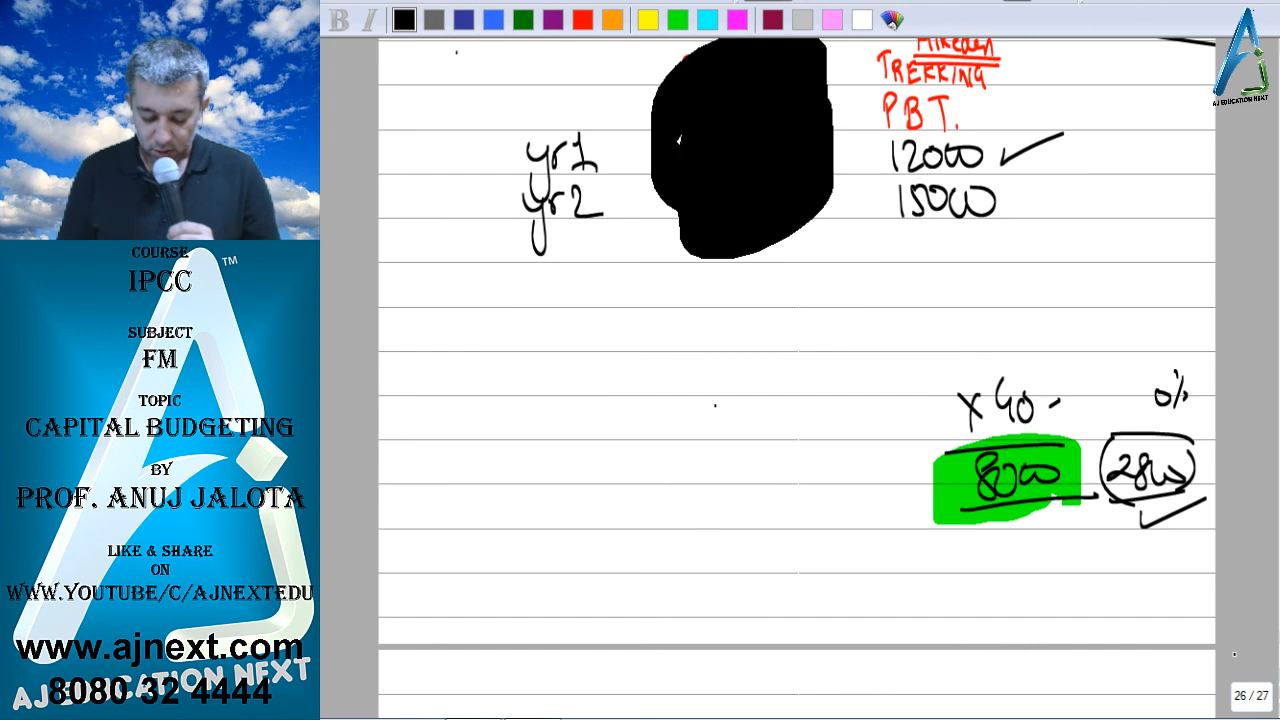 B I
AJ EDUCATION NEXT
TREKKING
PBT.
yr1 12000
yr2 15000
x 40
0%
8000
2800
TM
COURSE
IPCC
SUBJECT
FM
TOPIC
CAPITAL BUDGETING
BY
PROF. ANUJ JALOTA
LIKE & SHARE
ON
WWW.YOUTUBE/C/AJNEXTEDU
www.ajnext.com
AJ EDUCATION NEXT
8080 32 4444
26 / 27